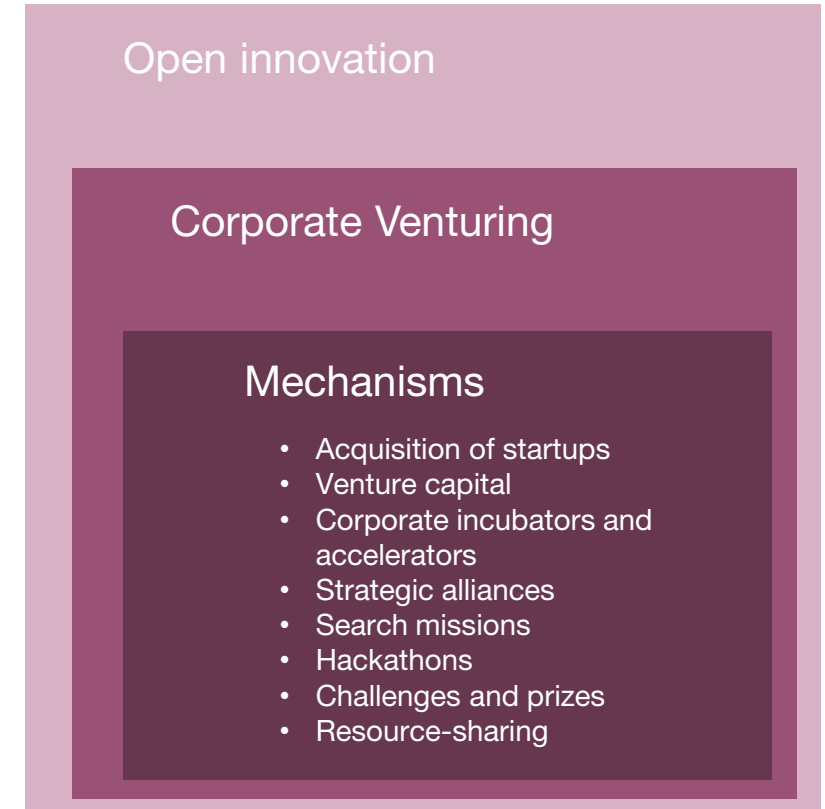 Open innovation
Corporate Venturing
Mechanisms
• Acquisition of startups
• Venture capital
• Corporate incubators and
accelerators
• Strategic alliances
• Search missions
• Hackathons
• Challenges and prizes
• Resource-sharing